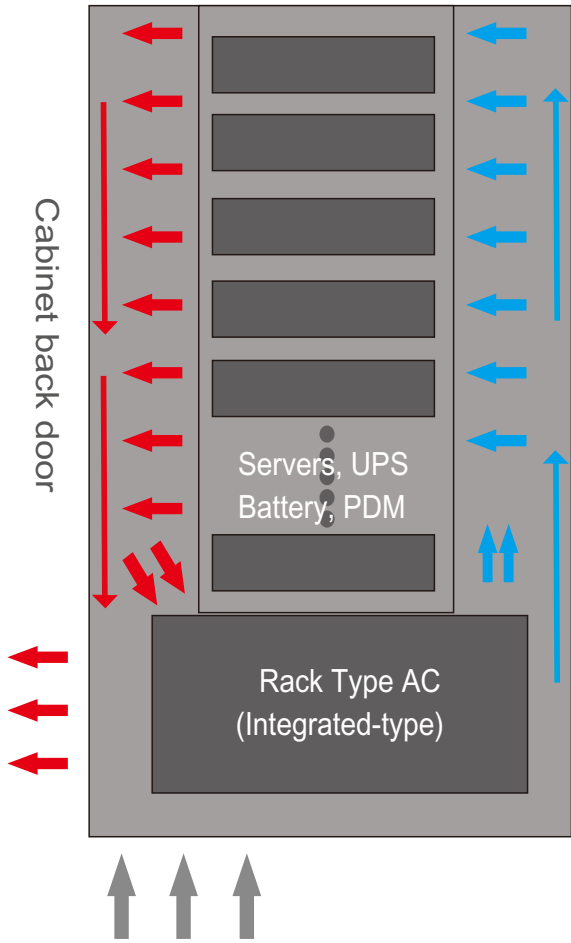 Cabinet back door
Servers, UPS
Battery, PDM
Rack Type AC
(Integrated-type)